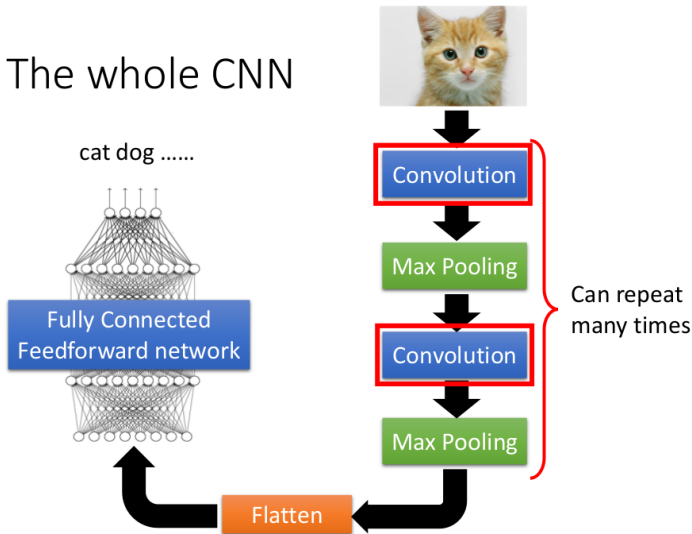 The whole CNN
cat dog ......
Convolution
Max Pooling
Convolution
Max Pooling
Can repeat
many times
Flatten
Fully Connected
Feedforward network